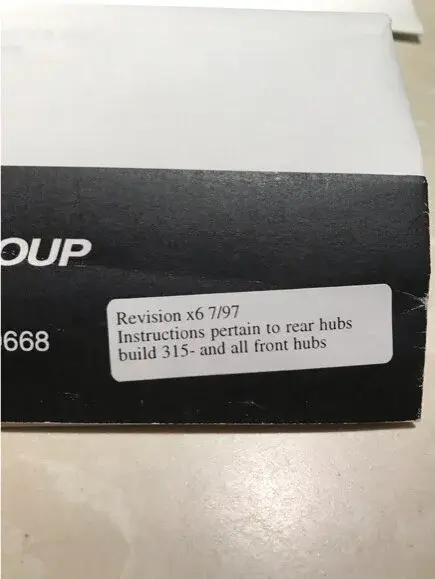 OUP
668
Revision x6 7/97
Instructions pertain to rear hubs
build 315- and all front hubs